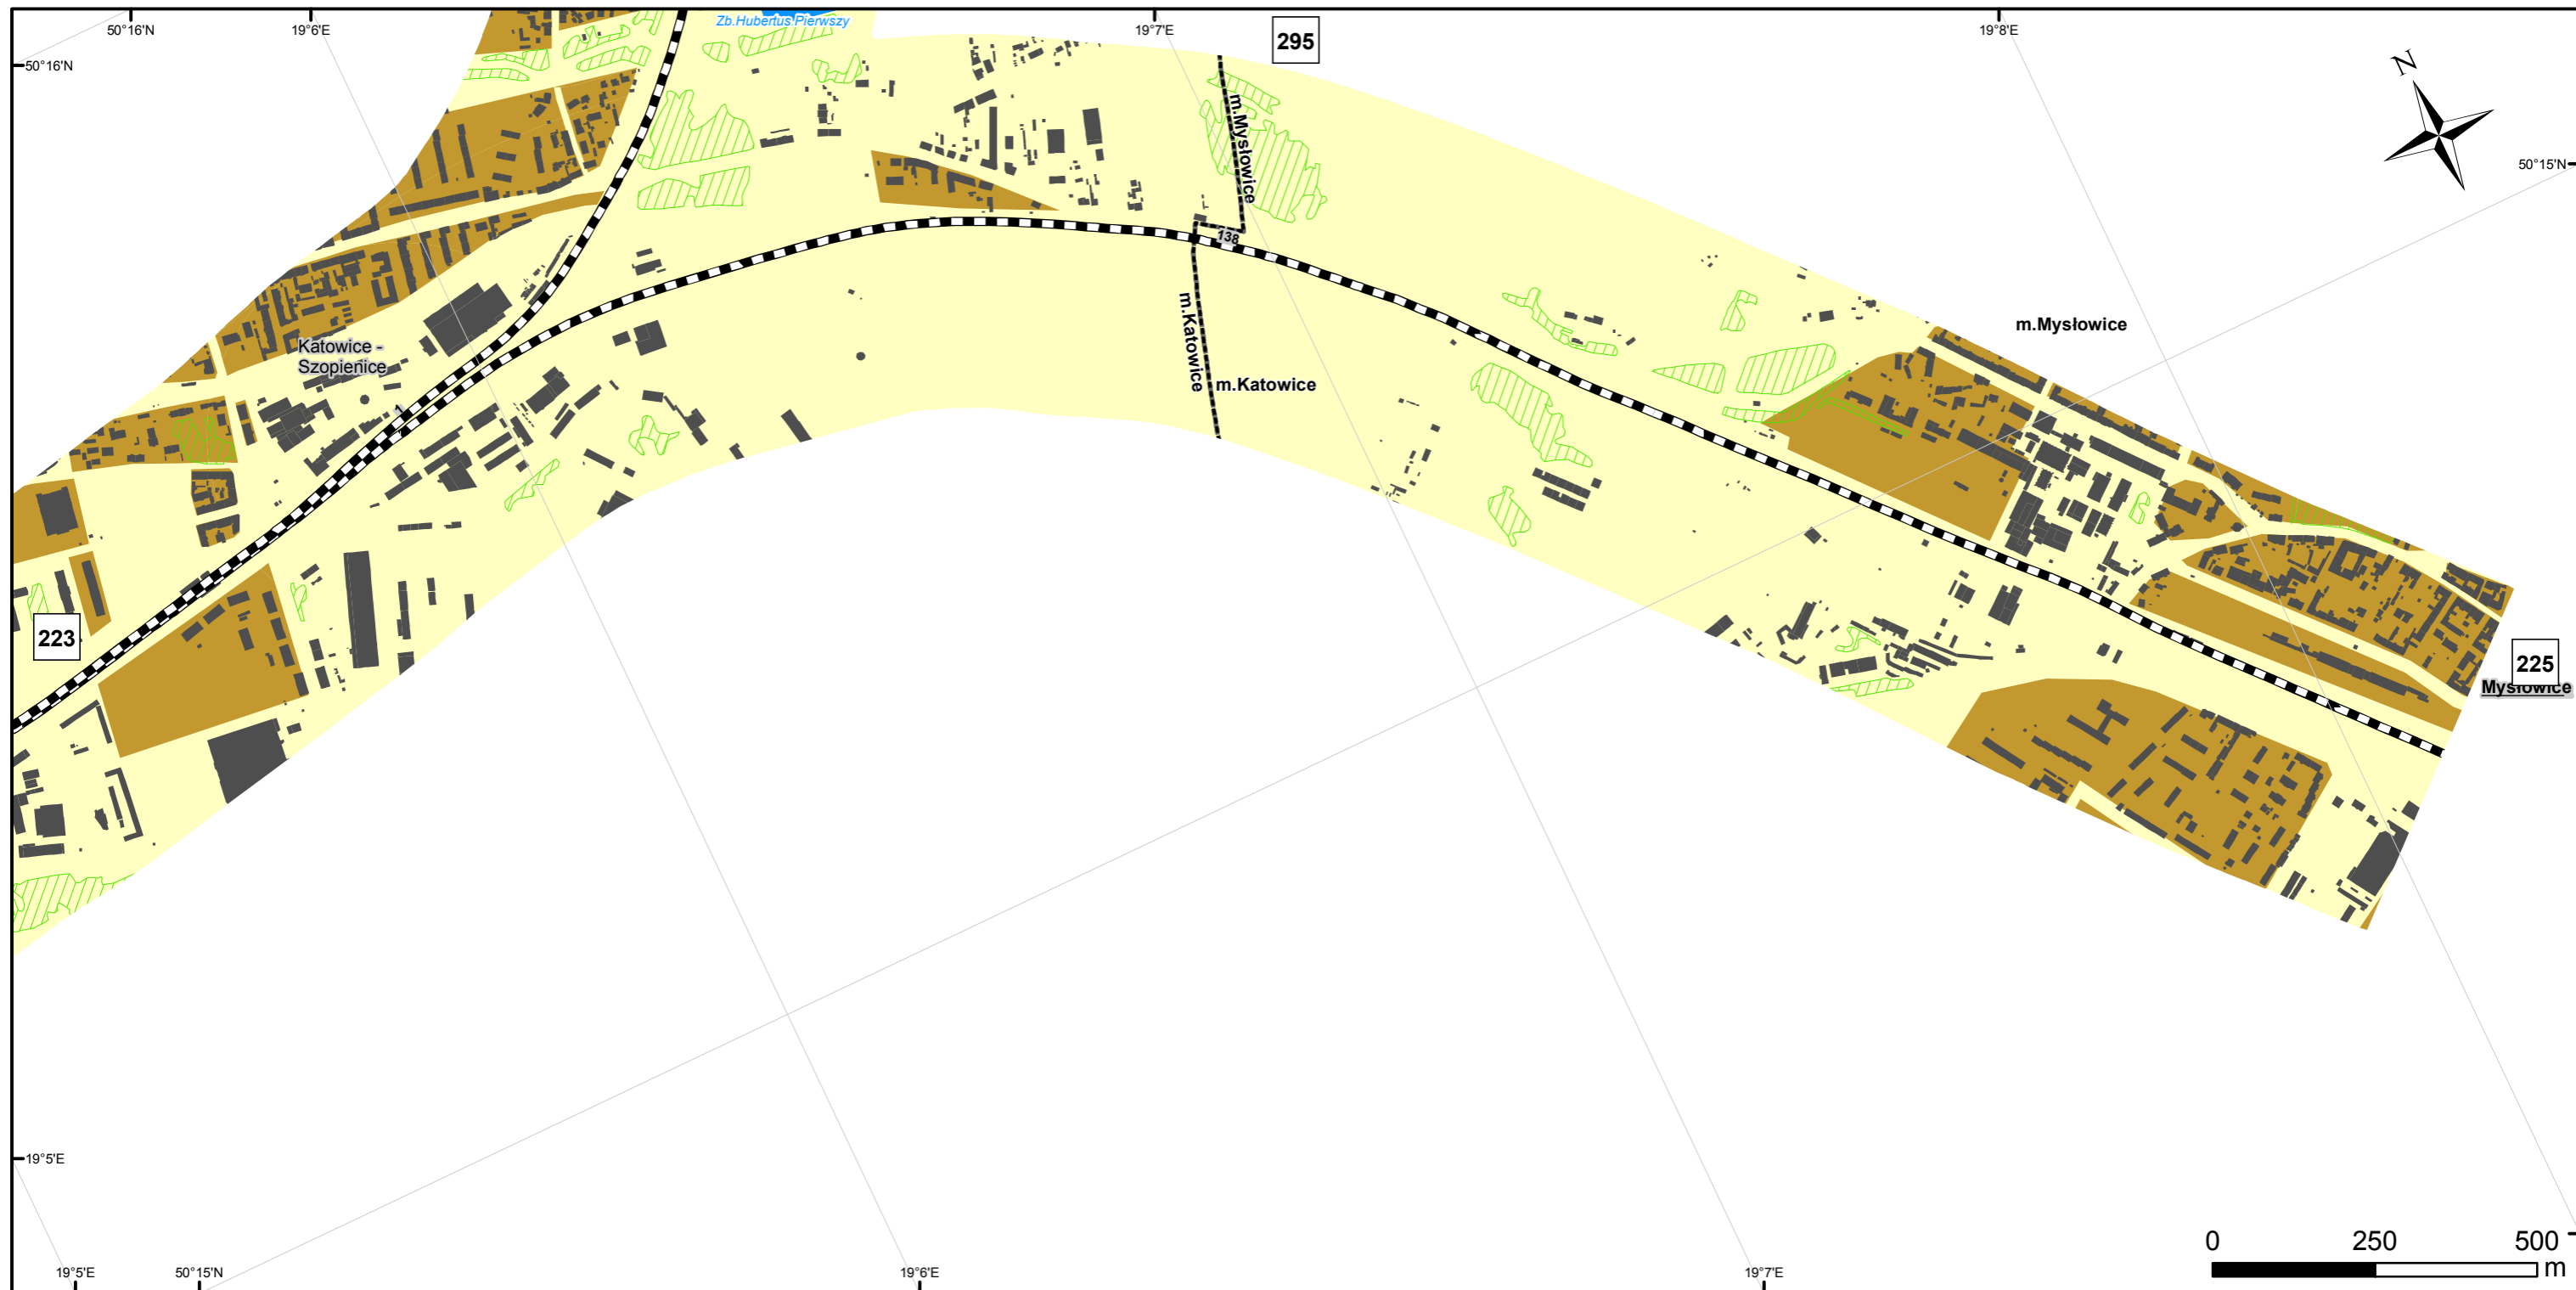 Zb.Hubertus Pierwszy
50°16'N
19°6'E
19°7'E
19°8'E
295
50°16'N
N
50°15'N
m.Mysłowice
138
m.Katowice
m.Katowice
m.Mysłowice
Katowice -
Szopienice
223
225
Mysłowice
19°5'E
0 250 500
m
19°5'E
50°15'N
19°6'E
19°7'E